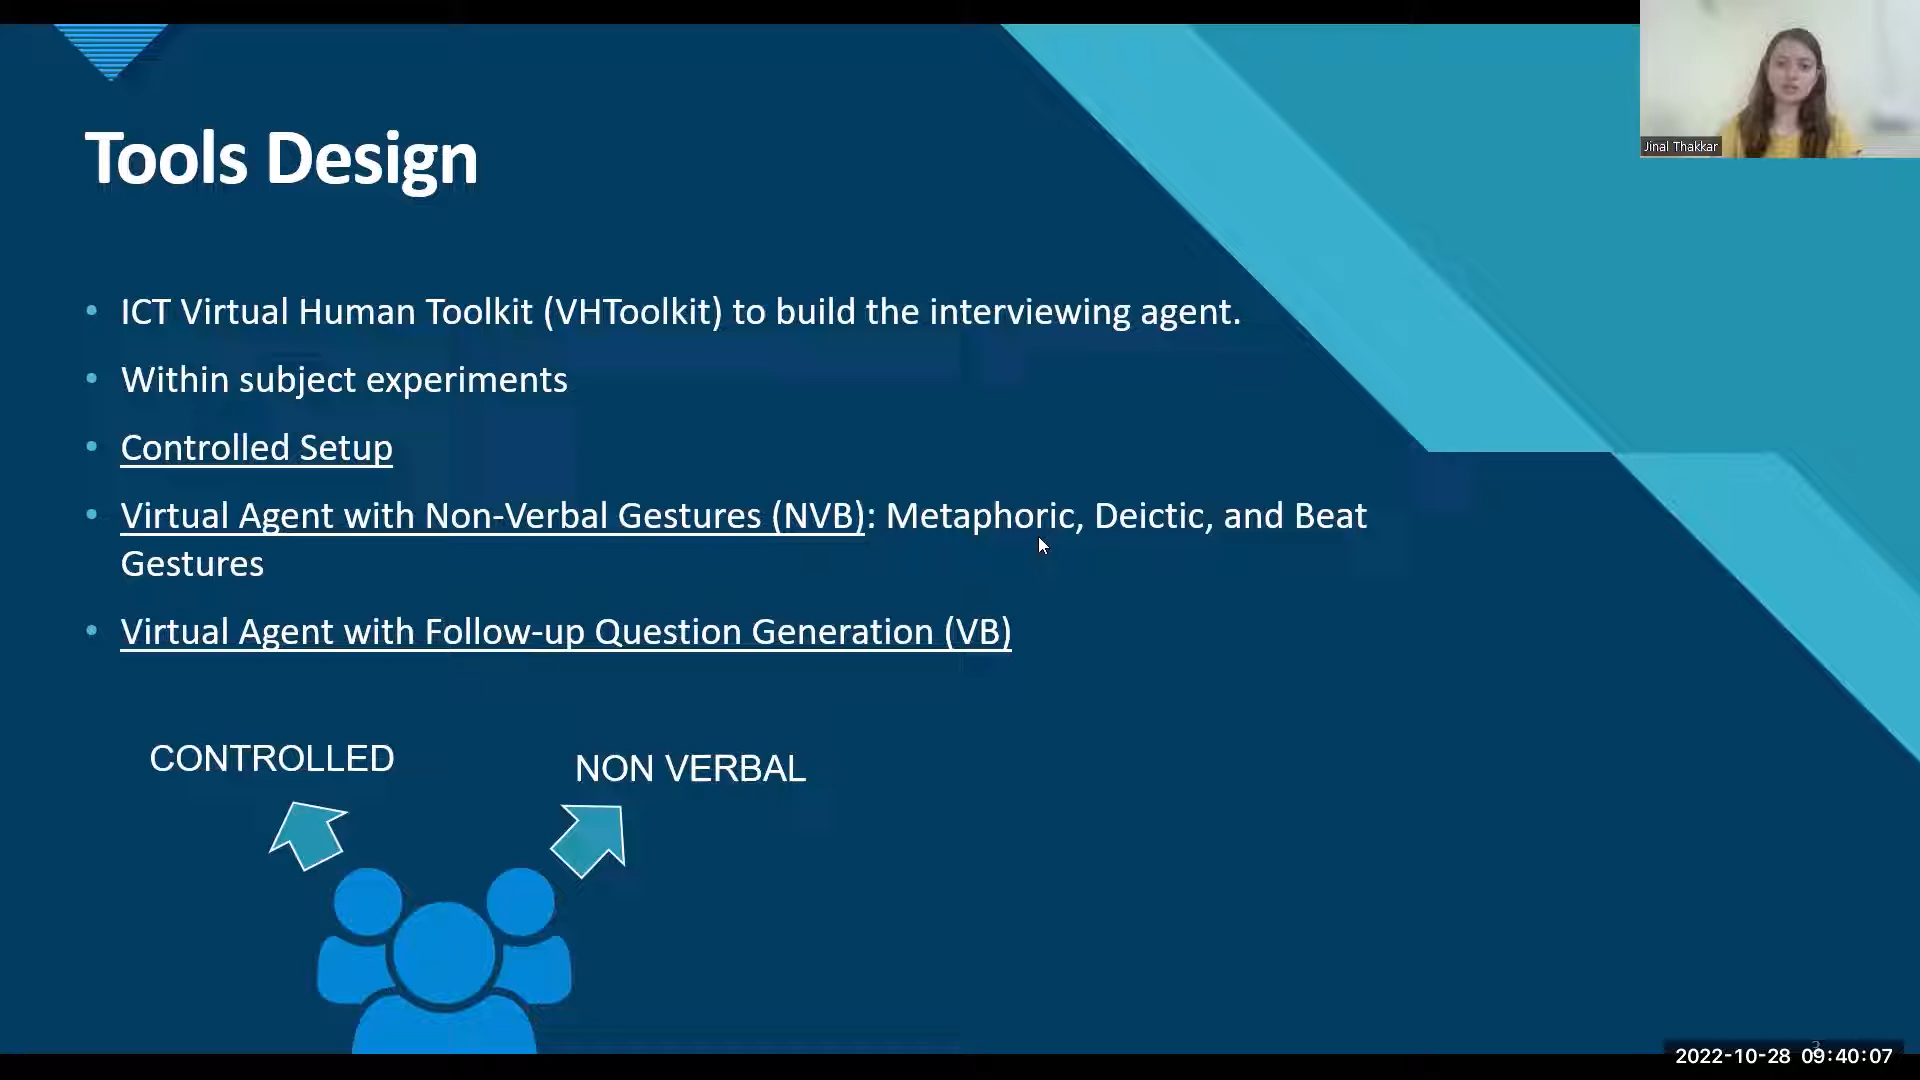 Jinal Thakkar
Tools Design
• ICT Virtual Human Toolkit (VHToolkit) to build the interviewing agent.
• Within subject experiments
• Controlled Setup
• Virtual Agent with Non-Verbal Gestures (NVB): Metaphoric, Deictic, and Beat
Gestures
• Virtual Agent with Follow-up Question Generation (VB)
CONTROLLED
NON VERBAL
3
2022-10-28 09:40:07